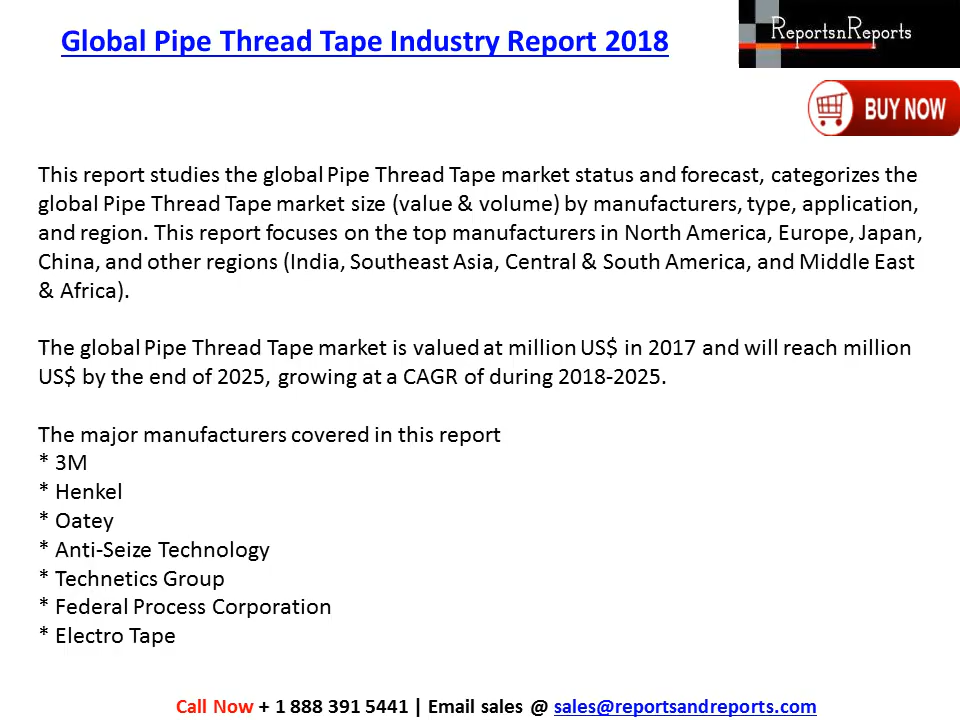 Global Pipe Thread Tape Industry Report 2018
ReportsnReports
BUY NOW
This report studies the global Pipe Thread Tape market status and forecast, categorizes the
global Pipe Thread Tape market size (value & volume) by manufacturers, type, application,
and region. This report focuses on the top manufacturers in North America, Europe, Japan,
China, and other regions (India, Southeast Asia, Central & South America, and Middle East
& Africa).
The global Pipe Thread Tape market is valued at million US$ in 2017 and will reach million
US$ by the end of 2025, growing at a CAGR of during 2018-2025.
The major manufacturers covered in this report
* 3M
* Henkel
* Oatey
* Anti-Seize Technology
* Technetics Group
* Federal Process Corporation
* Electro Tape
Call Now + 1 888 391 5441 | Email sales @ sales@reportsandreports.com